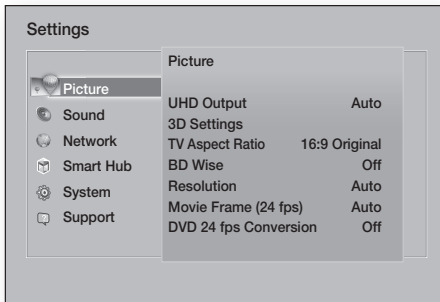 Settings
Picture
Sound
Network
Smart Hub
System
Support
Picture
UHD Output Auto
3D Settings
TV Aspect Ratio 16:9 Original
BD Wise Off
Resolution Auto
Movie Frame (24 fps) Auto
DVD 24 fps Conversion Off